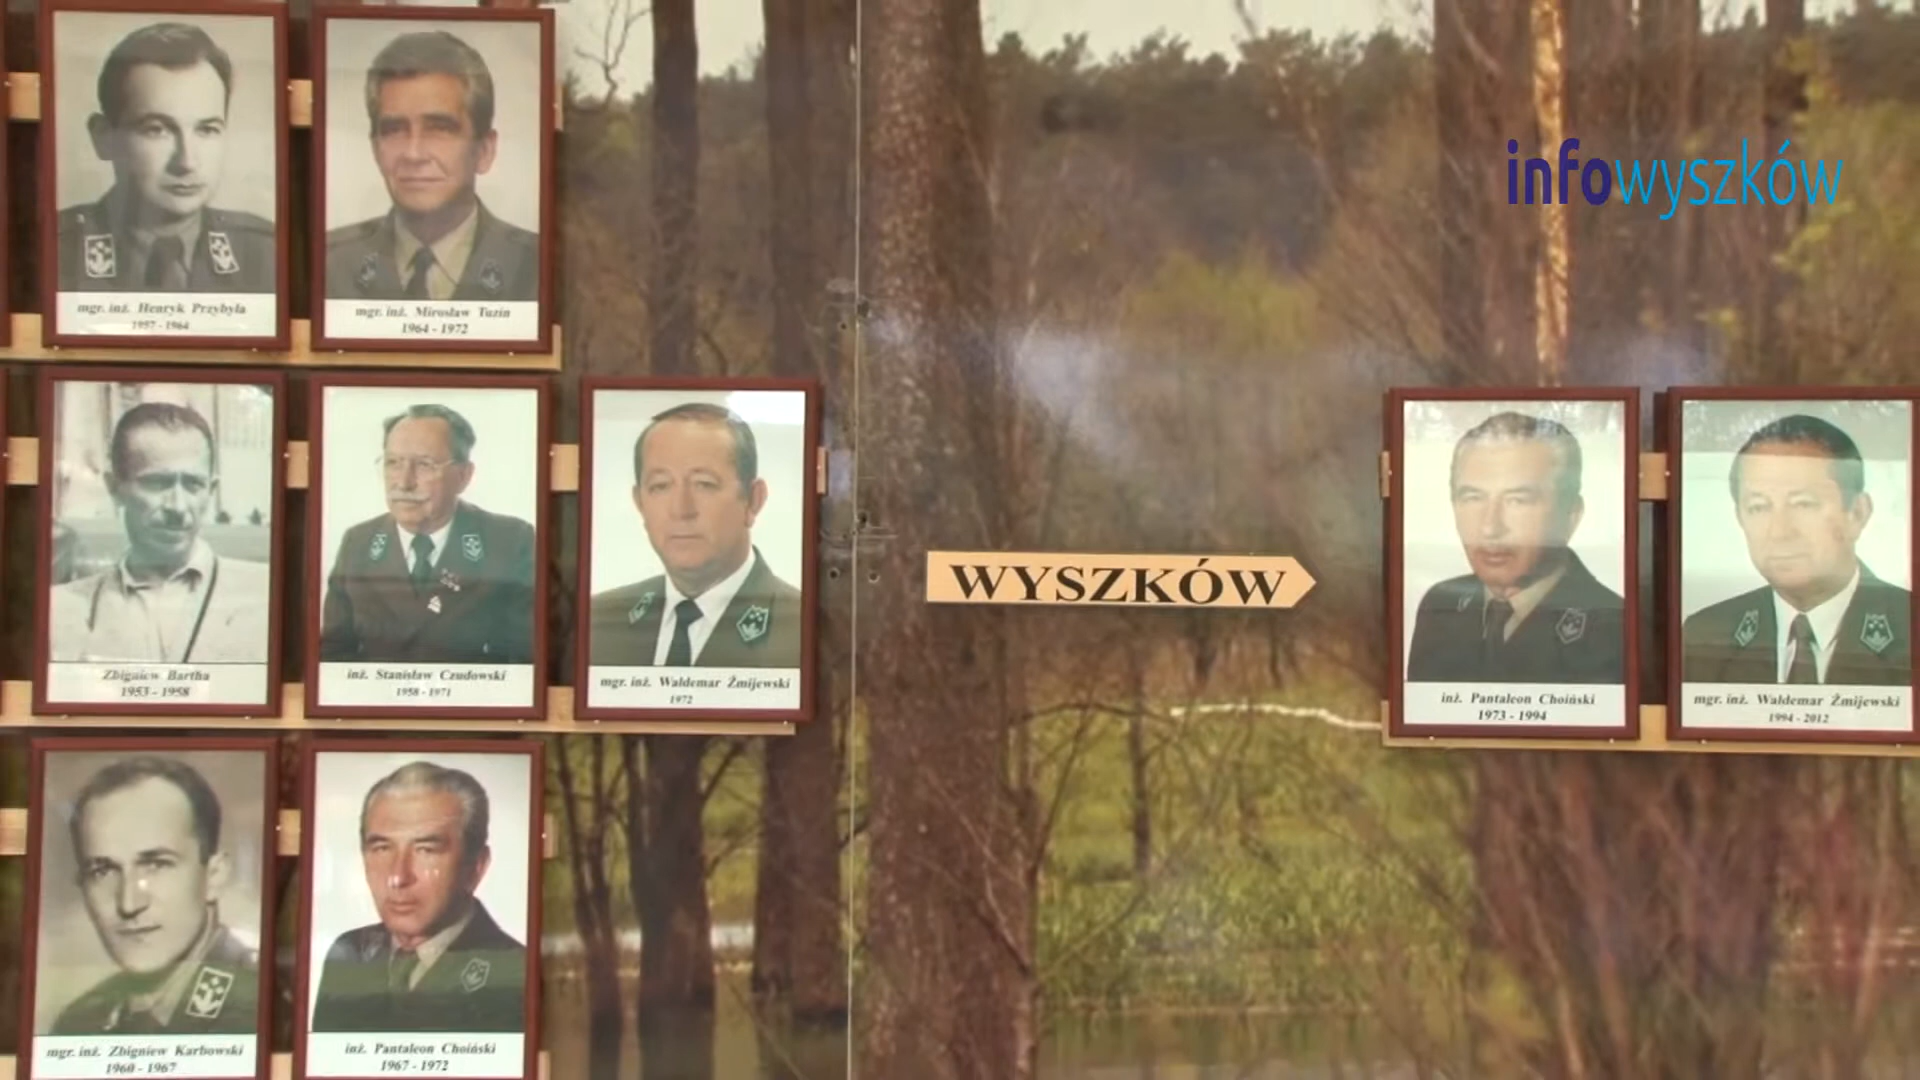 infowyszków
mgr. inż. Henryk Przybyła
1957 - 1964
mgr. inż. Mirosław Tuzin
1964 - 1972
Zbigniew Bartha
1953 - 1958
inż. Stanisław Czudowski
1958 - 1971
mgr. inż. Waldemar Żmijewski
1972
WYSZKÓW
inż. Pantaleon Choiński
1973 - 1994
mgr. inż. Waldemar Żmijewski
1994 - 2012
mgr. inż. Zbigniew Karbowski
1960 - 1967
inż. Pantaleon Choiński
1967 - 1972